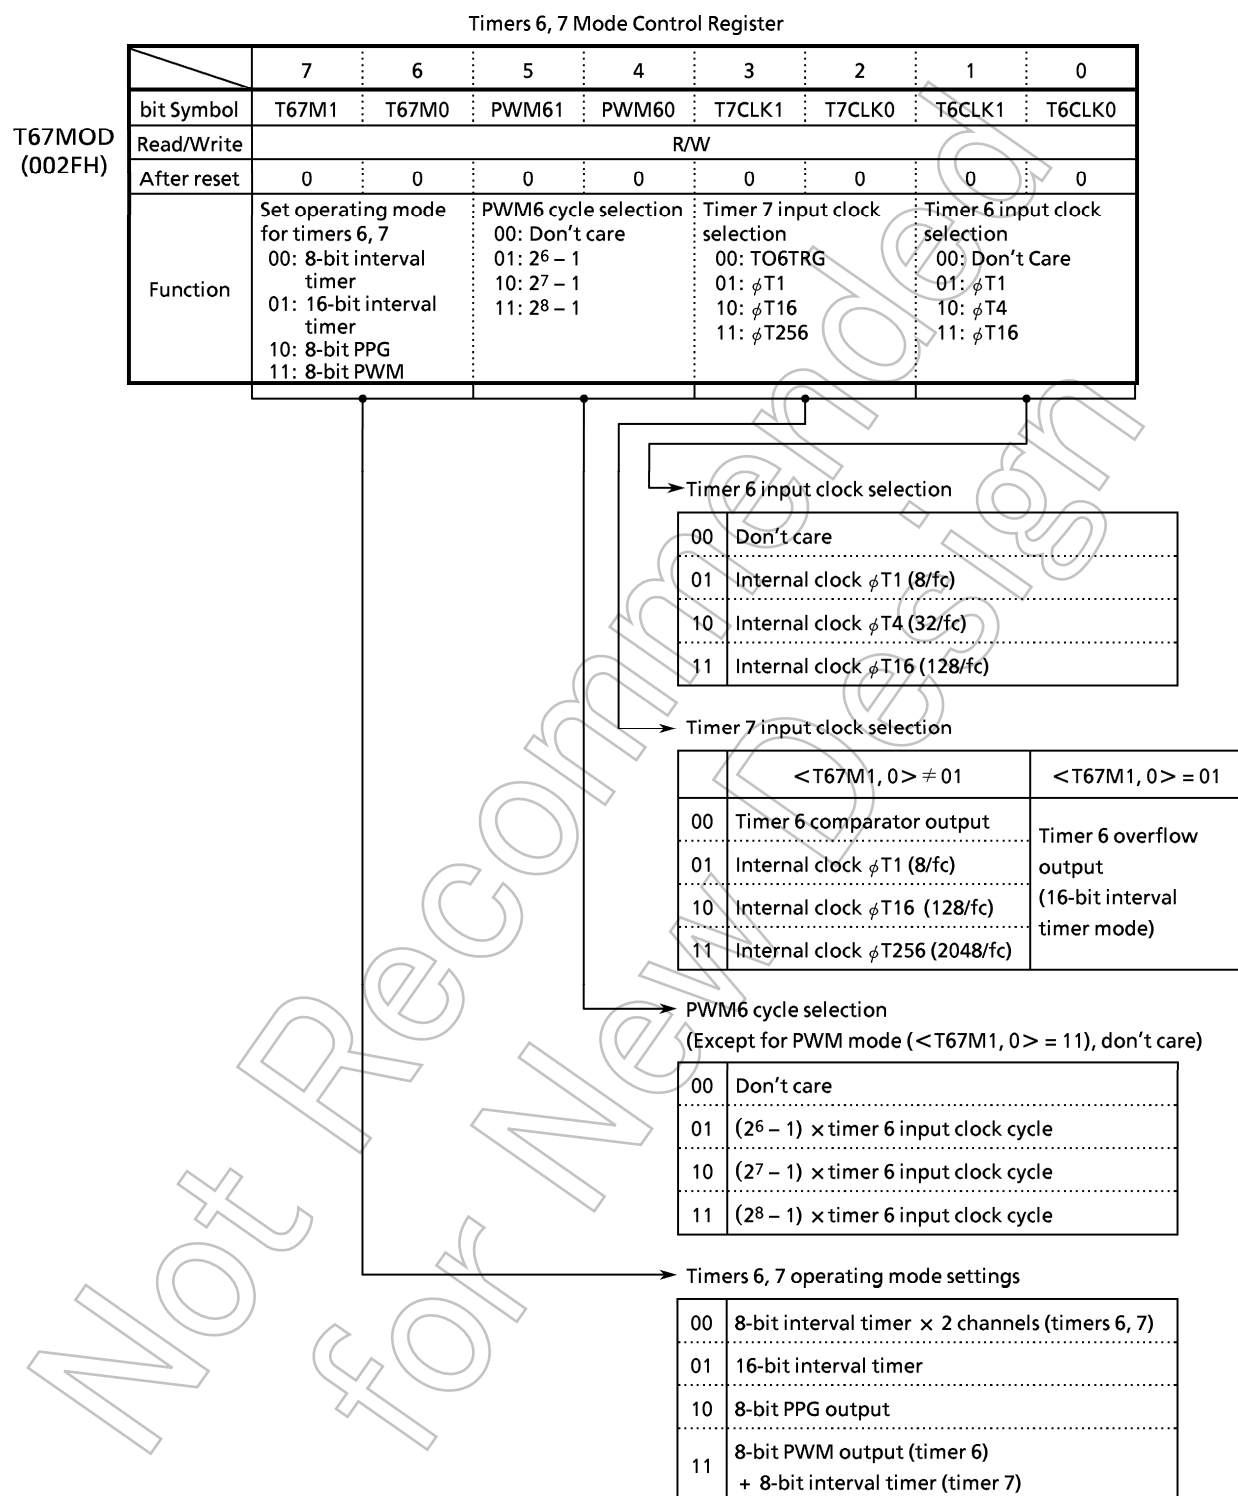 Timers 6, 7 Mode Control Register
7 6 5 4 3 2 1 0
bit Symbol T67M1 T67M0 PWM61 PWM60 T7CLK1 T7CLK0 T6CLK1 T6CLK0
T67MOD
(002FH)
Read/Write R/W
After reset 0 0 0 0 0 0 0 0
Function
Set operating mode
for timers 6, 7
00: 8-bit interval
timer
01: 16-bit interval
timer
10: 8-bit PPG
11: 8-bit PWM
PWM6 cycle selection
00: Don't care
01: 2⁶ – 1
10: 2⁷ – 1
11: 2⁸ – 1
Timer 7 input clock
selection
00: TO6TRG
01: ϕT1
10: ϕT16
11: ϕT256
Timer 6 input clock
selection
00: Don't Care
01: ϕT1
10: ϕT4
11: ϕT16
Timer 6 input clock selection
00 Don't care
01 Internal clock ϕT1 (8/fc)
10 Internal clock ϕT4 (32/fc)
11 Internal clock ϕT16 (128/fc)
Timer 7 input clock selection
<T67M1, 0> ≠ 01 <T67M1, 0> = 01
00 Timer 6 comparator output
01 Internal clock ϕT1 (8/fc)
10 Internal clock ϕT16 (128/fc)
11 Internal clock ϕT256 (2048/fc)
Timer 6 overflow
output
(16-bit interval
timer mode)
PWM6 cycle selection
(Except for PWM mode (<T67M1, 0> = 11), don't care)
00 Don't care
01 (2⁶ – 1) × timer 6 input clock cycle
10 (2⁷ – 1) × timer 6 input clock cycle
11 (2⁸ – 1) × timer 6 input clock cycle
Timers 6, 7 operating mode settings
00 8-bit interval timer × 2 channels (timers 6, 7)
01 16-bit interval timer
10 8-bit PPG output
11 8-bit PWM output (timer 6)
+ 8-bit interval timer (timer 7)
Not Recommended
for New Design